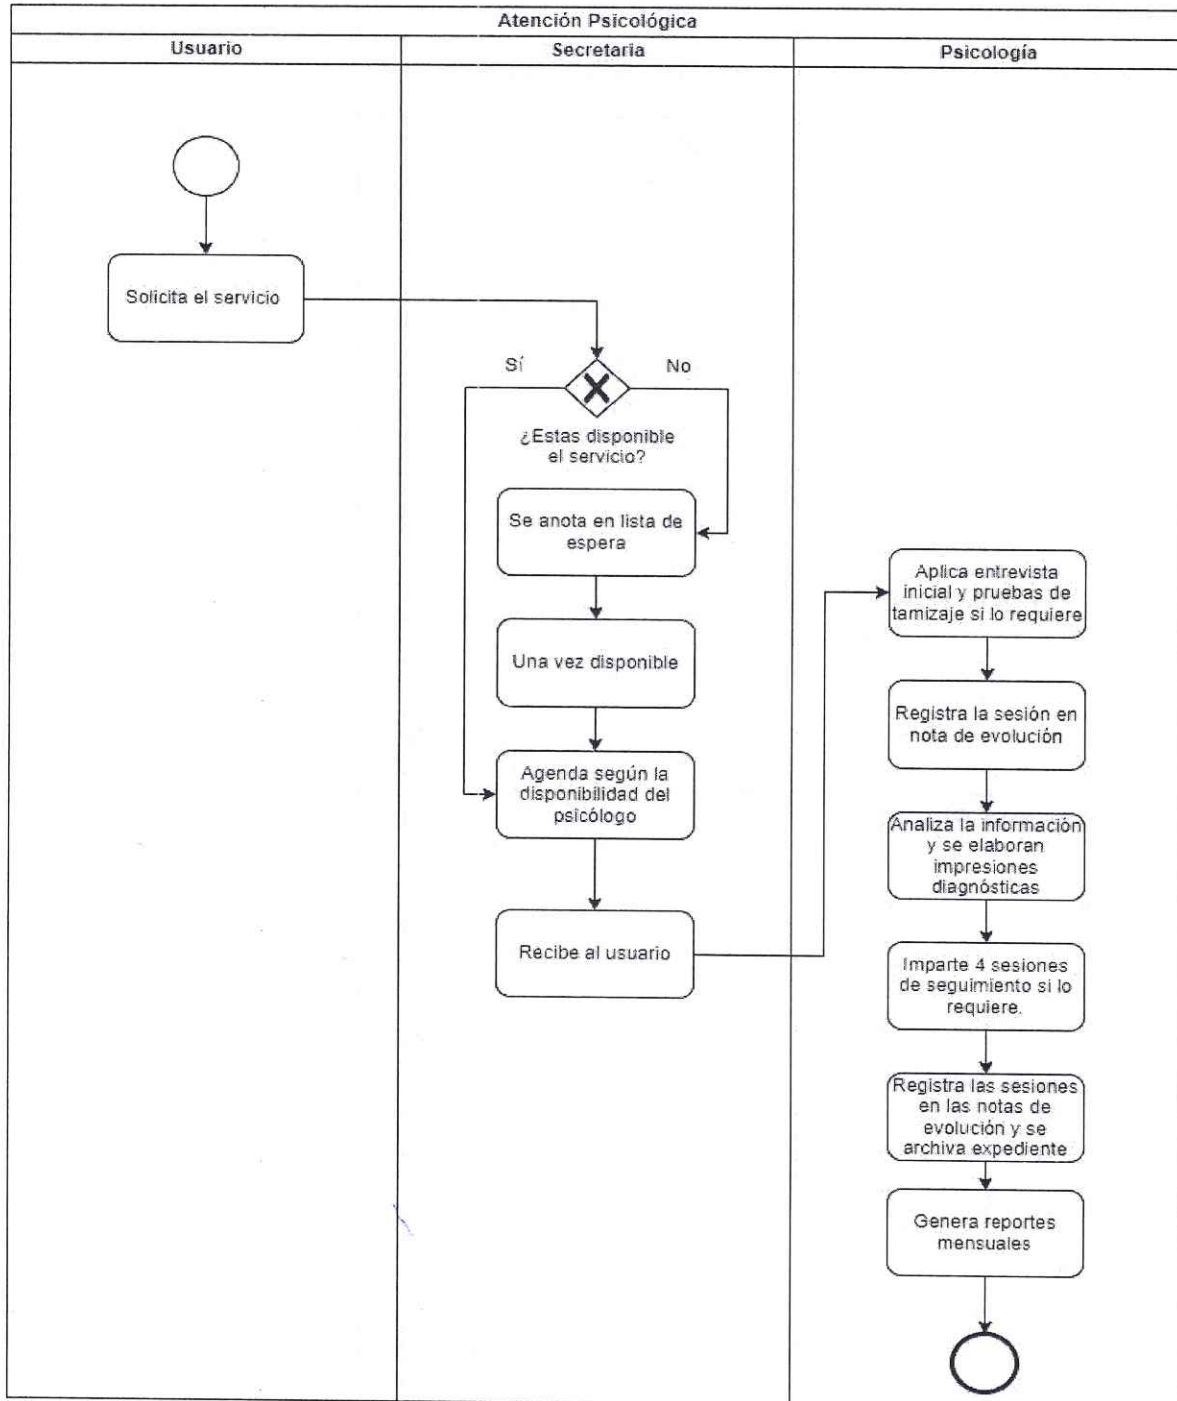 Atención Psicológica
Usuario
Secretaria
Psicología
Solicita el servicio
Sí
No
¿Estas disponible
el servicio?
Se anota en lista de
espera
Una vez disponible
Agenda según la
disponibilidad del
psicólogo
Recibe al usuario
Aplica entrevista
inicial y pruebas de
tamizaje si lo requiere
Registra la sesión en
nota de evolución
Analiza la información
y se elaboran
impresiones
diagnósticas
Imparte 4 sesiones
de seguimiento si lo
requiere.
Registra las sesiones
en las notas de
evolución y se
archiva expediente
Genera reportes
mensuales